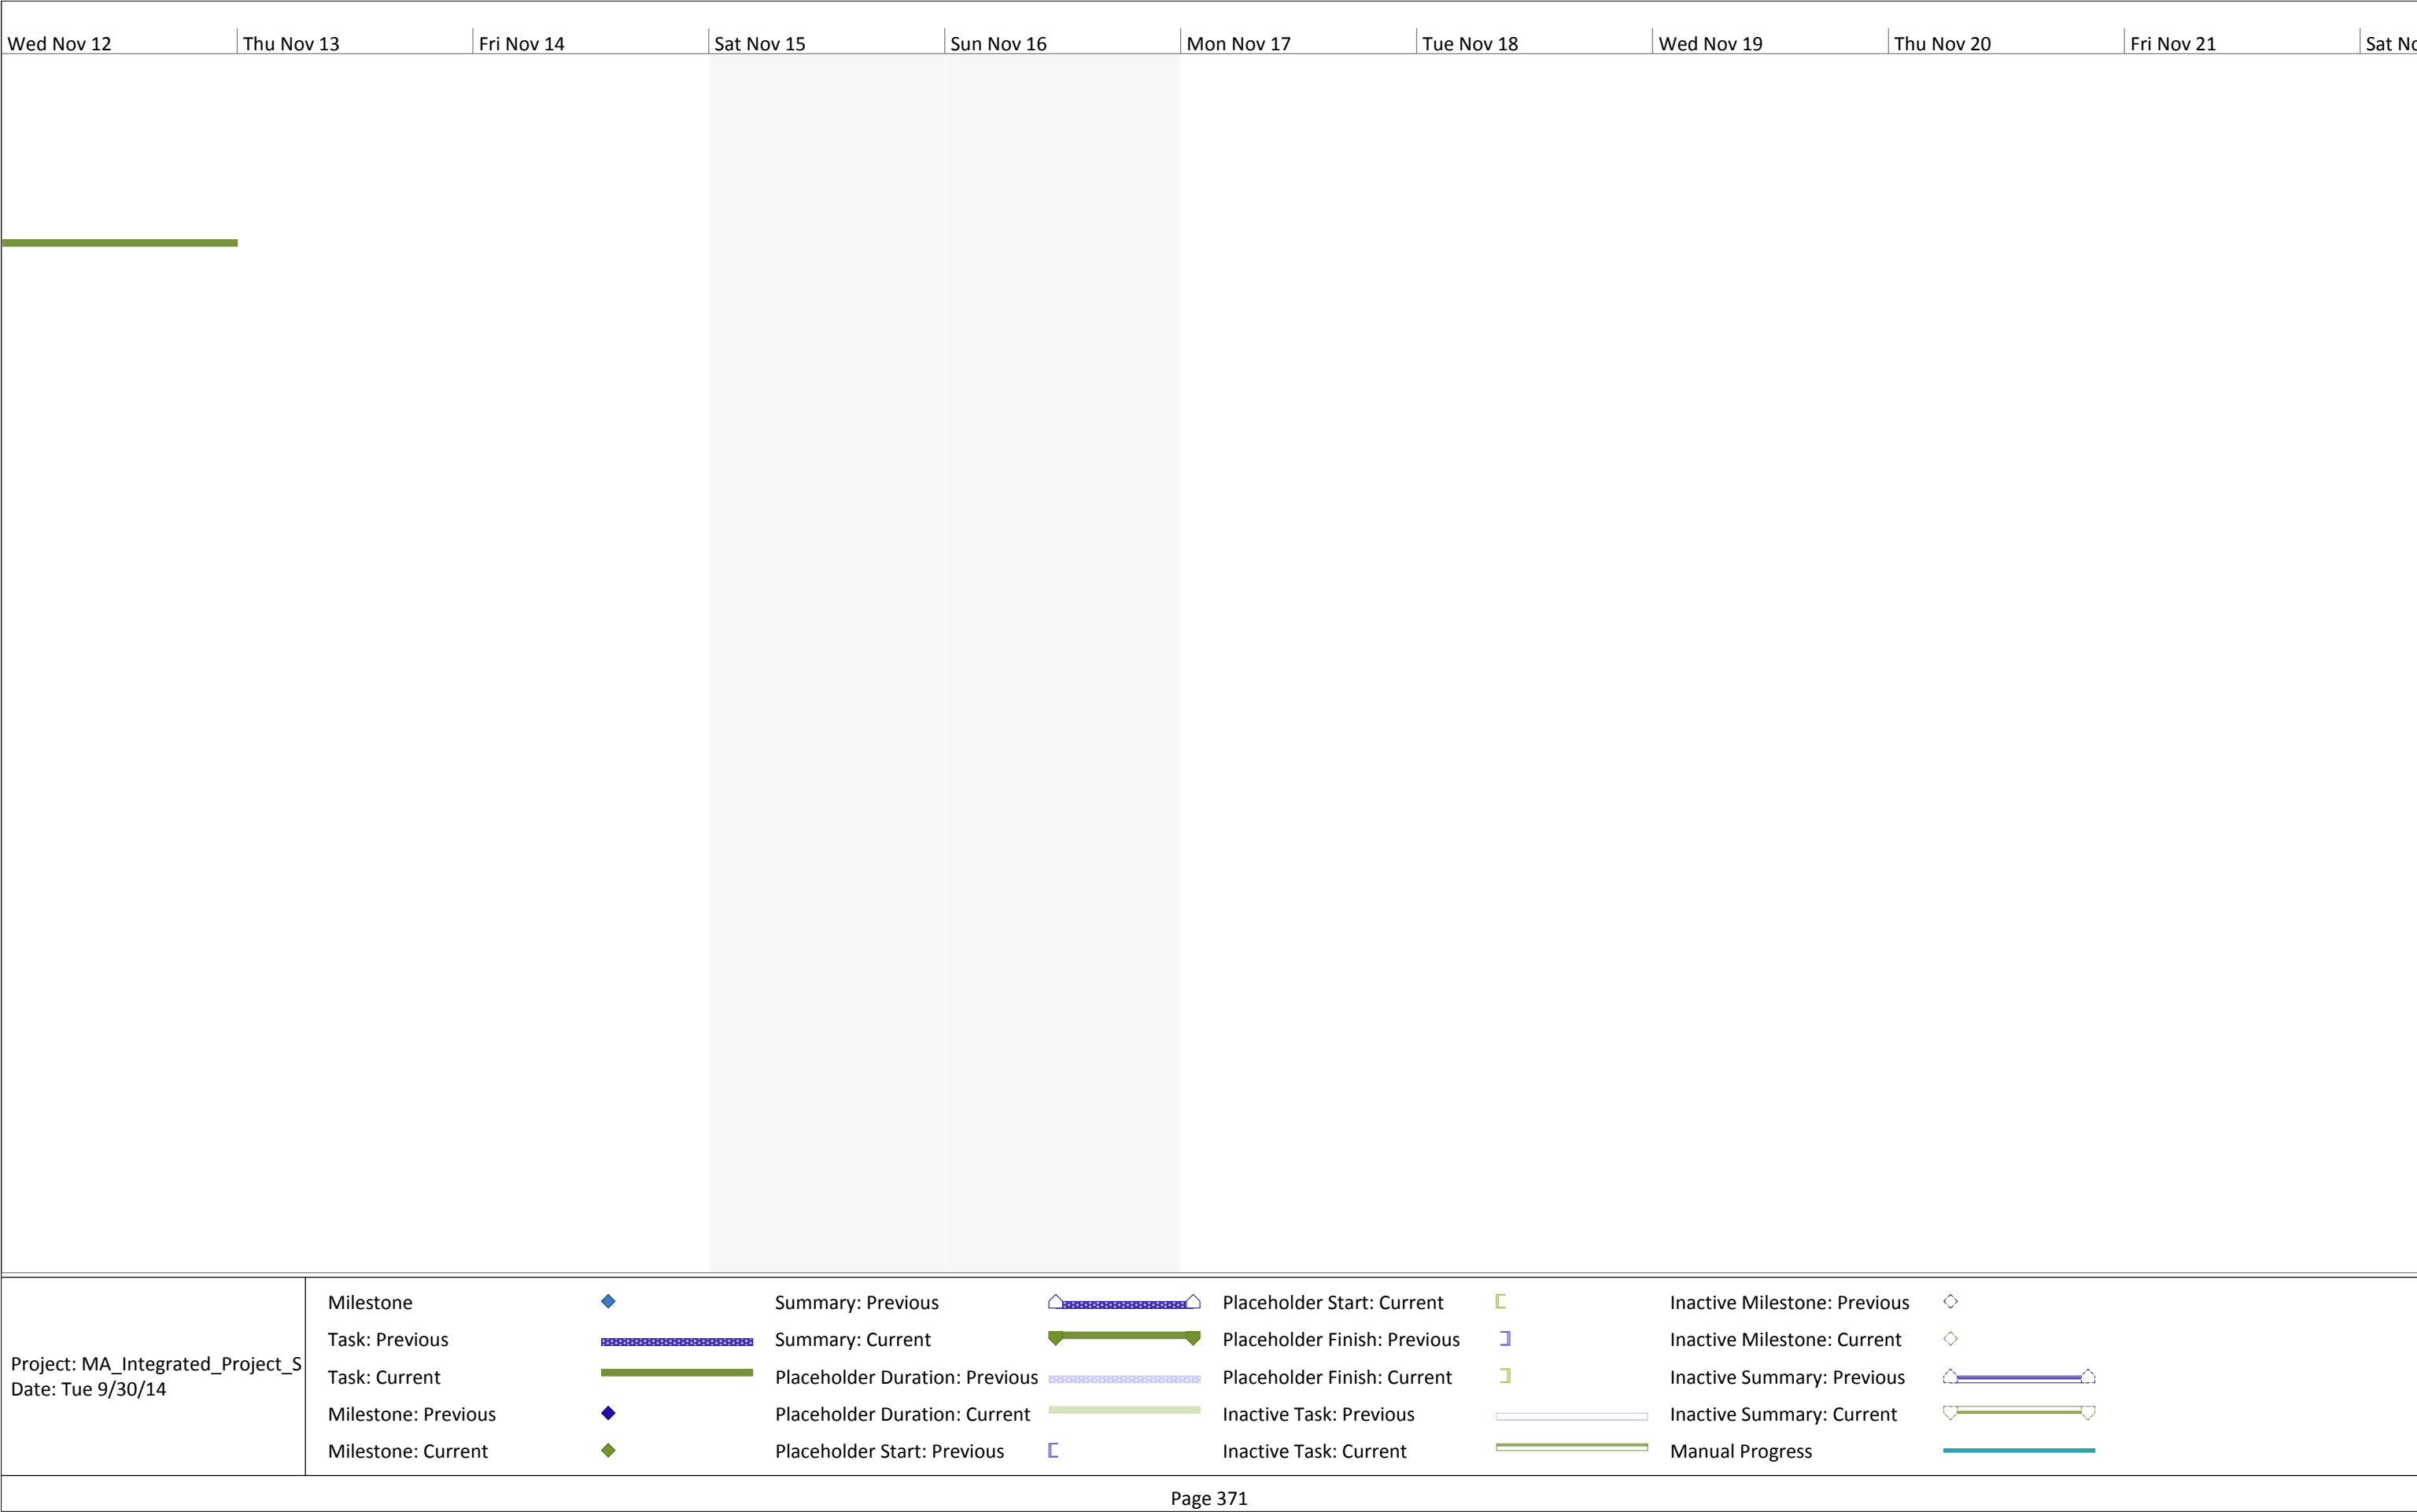 Wed Nov 12 Thu Nov 13 Fri Nov 14 Sat Nov 15 Sun Nov 16 Mon Nov 17 Tue Nov 18 Wed Nov 19 Thu Nov 20 Fri Nov 21 Sat No
Project: MA_Integrated_Project_S
Date: Tue 9/30/14
Milestone
Task: Previous
Task: Current
Milestone: Previous
Milestone: Current
Summary: Previous
Summary: Current
Placeholder Duration: Previous
Placeholder Duration: Current
Placeholder Start: Previous
Placeholder Start: Current
Placeholder Finish: Previous
Placeholder Finish: Current
Inactive Task: Previous
Inactive Task: Current
Inactive Milestone: Previous
Inactive Milestone: Current
Inactive Summary: Previous
Inactive Summary: Current
Manual Progress
Page 371